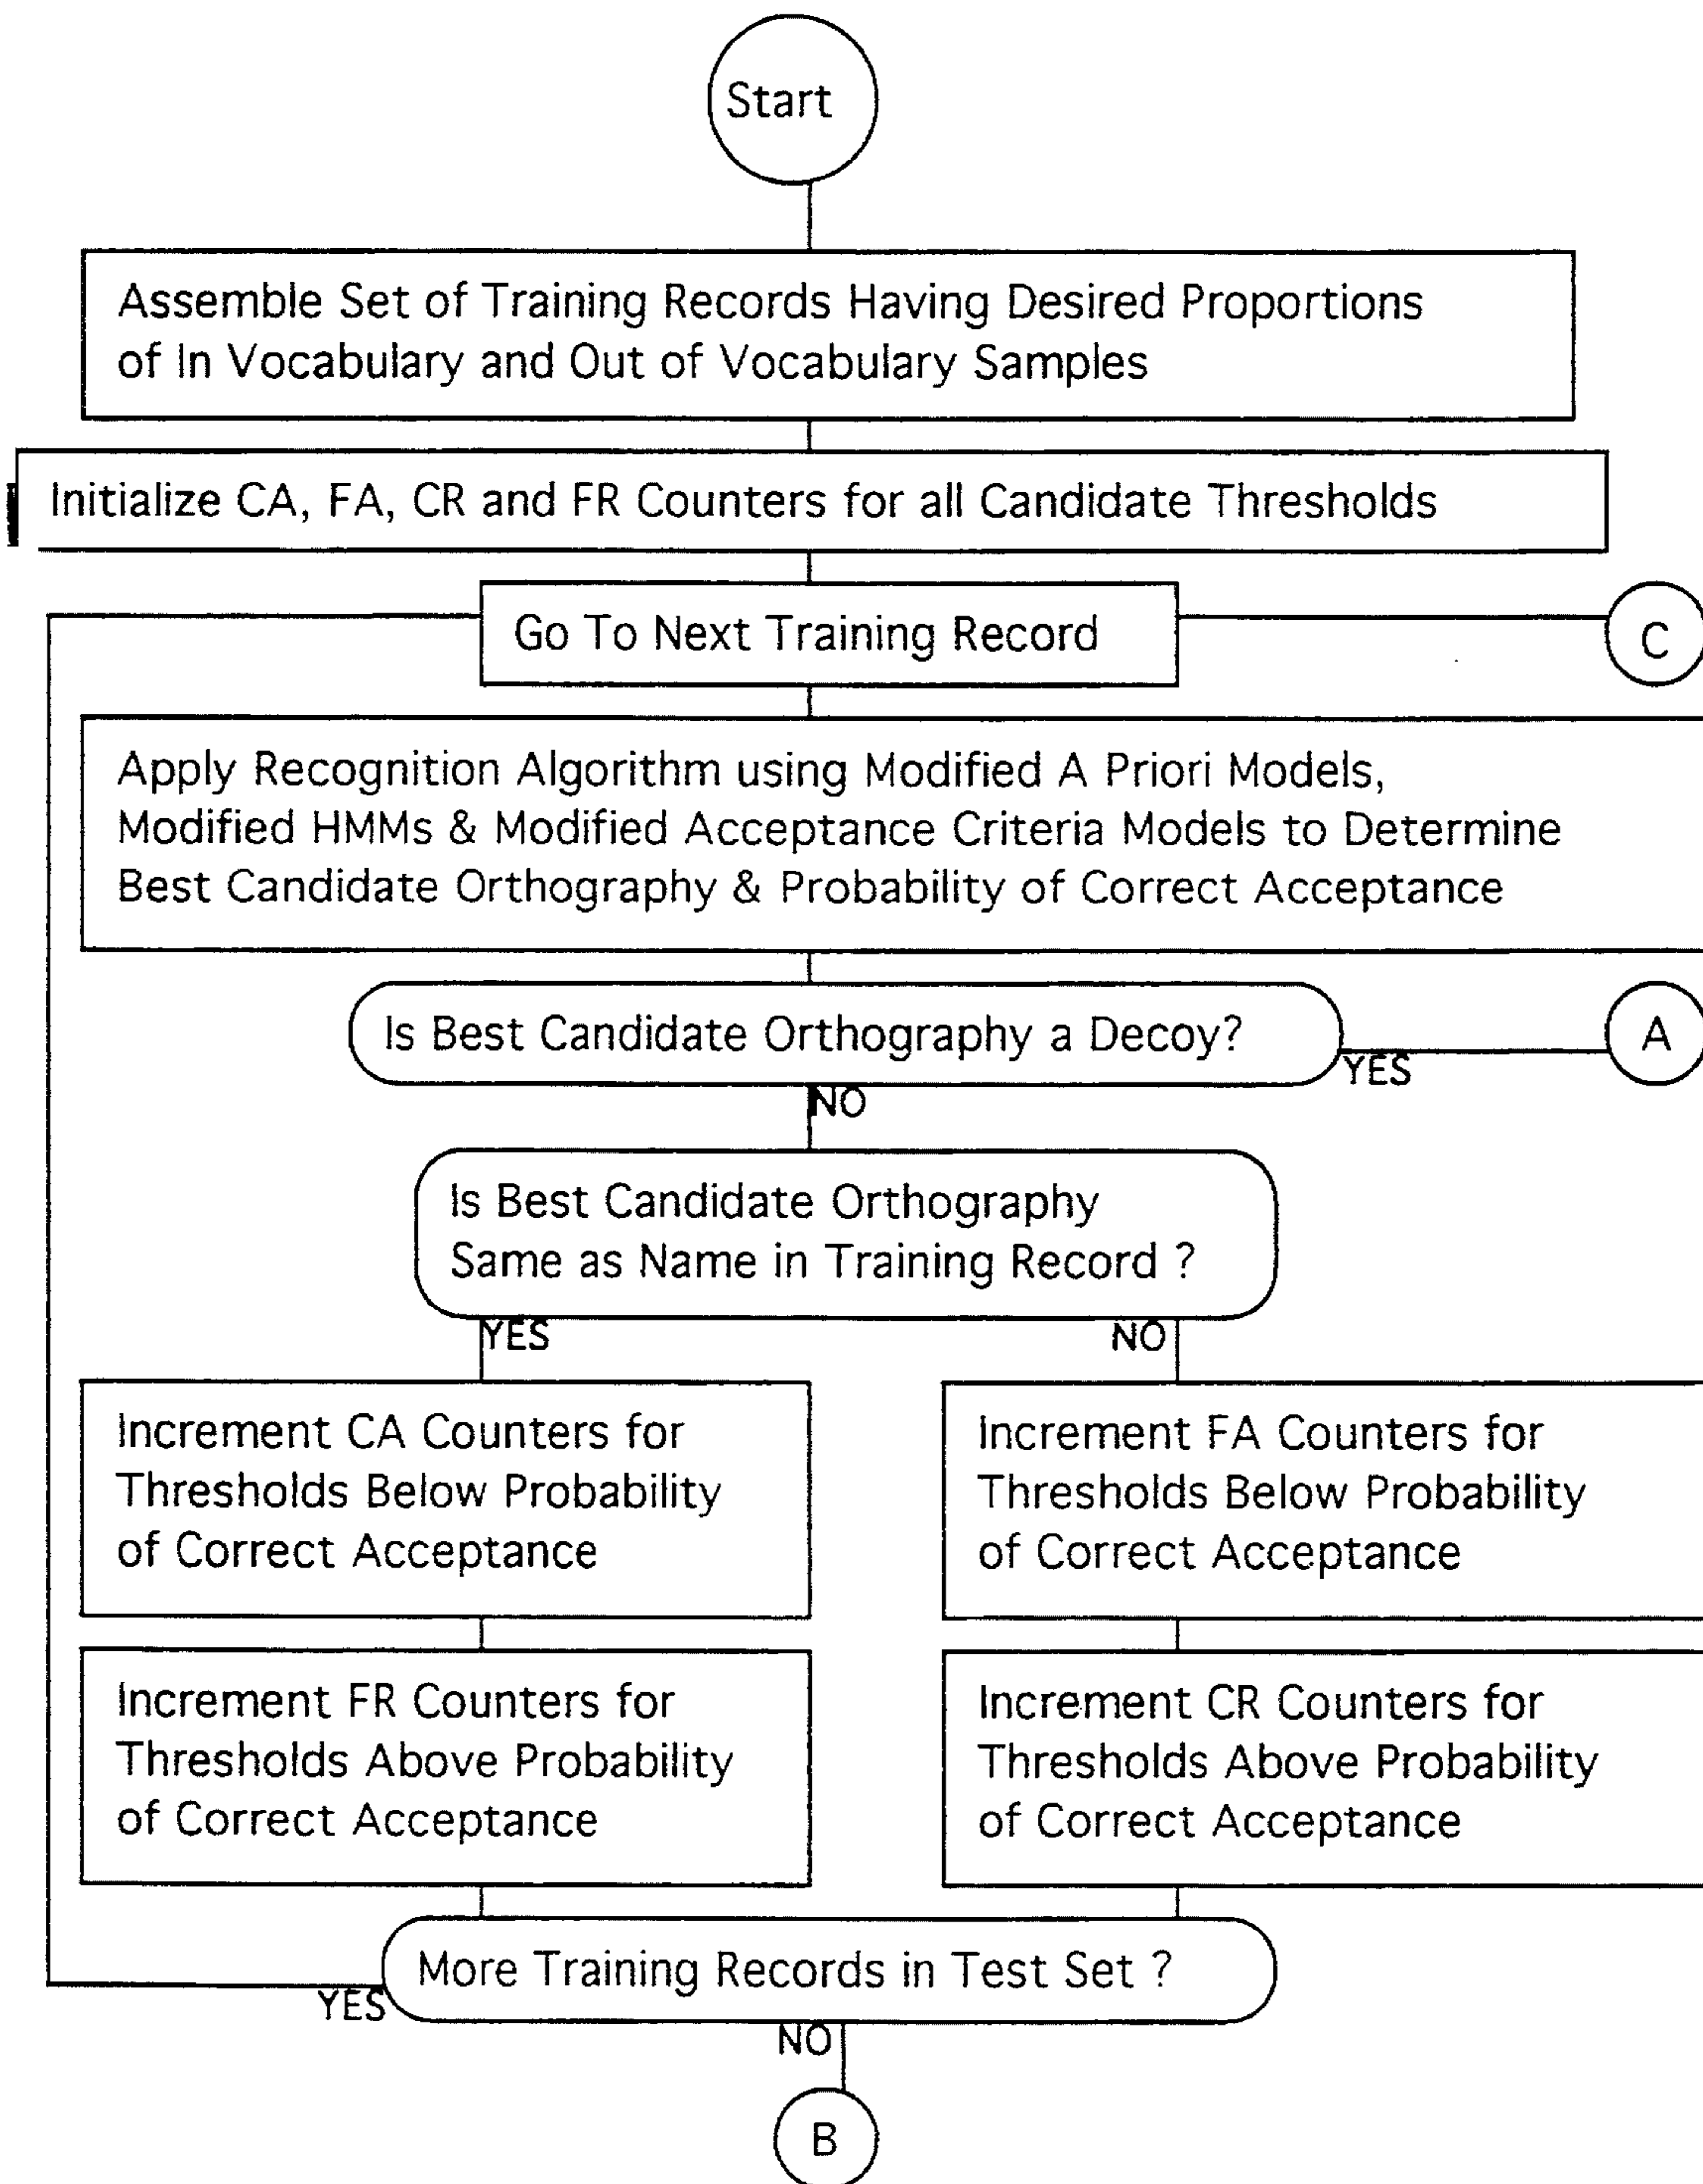 Start
Assemble Set of Training Records Having Desired Proportions
of In Vocabulary and Out of Vocabulary Samples
Initialize CA, FA, CR and FR Counters for all Candidate Thresholds
Go To Next Training Record
C
Apply Recognition Algorithm using Modified A Priori Models,
Modified HMMs & Modified Acceptance Criteria Models to Determine
Best Candidate Orthography & Probability of Correct Acceptance
Is Best Candidate Orthography a Decoy?
YES
A
NO
Is Best Candidate Orthography
Same as Name in Training Record ?
YES
NO
Increment CA Counters for
Thresholds Below Probability
of Correct Acceptance
Increment FA Counters for
Thresholds Below Probability
of Correct Acceptance
Increment FR Counters for
Thresholds Above Probability
of Correct Acceptance
Increment CR Counters for
Thresholds Above Probability
of Correct Acceptance
More Training Records in Test Set ?
YES
NO
B